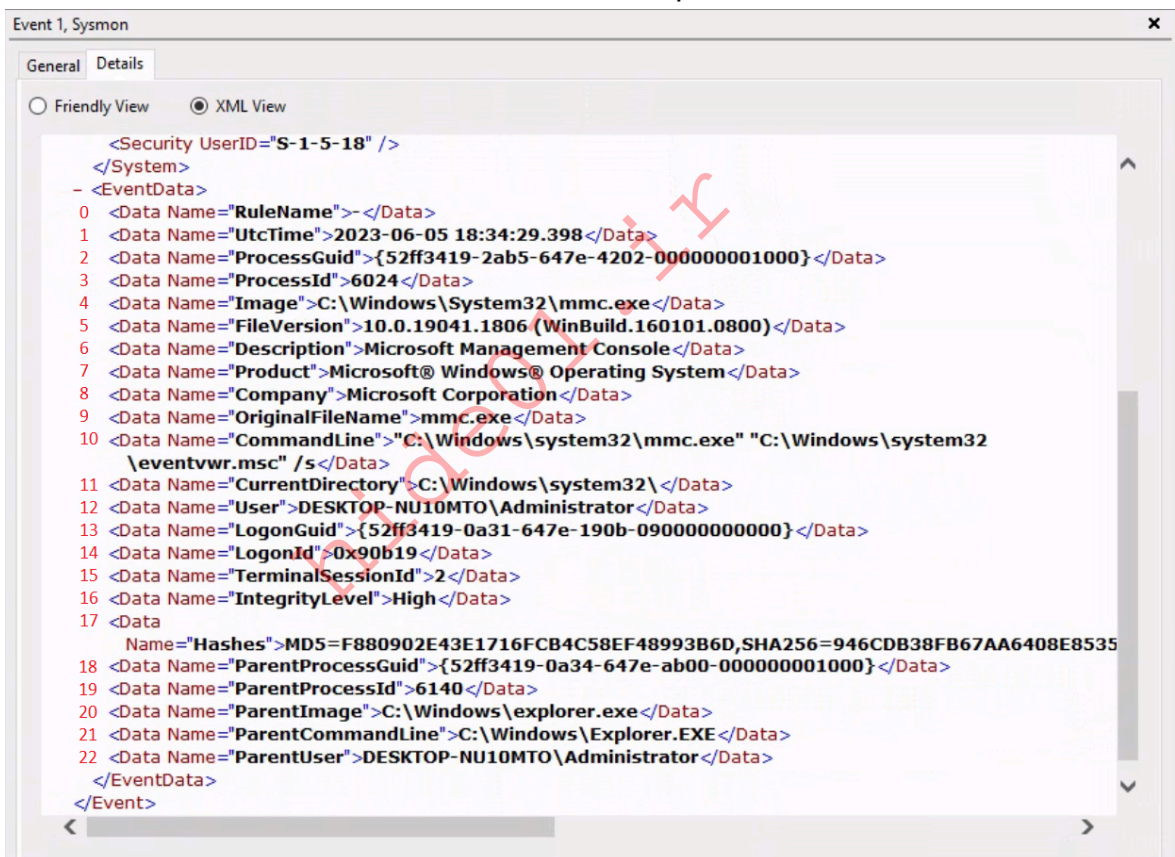 Event 1, Sysmon
General Details
Friendly View XML View
<Security UserID="S-1-5-18" />
</System>
– <EventData>
0 <Data Name="RuleName">-</Data>
1 <Data Name="UtcTime">2023-06-05 18:34:29.398</Data>
2 <Data Name="ProcessGuid">{52ff3419-2ab5-647e-4202-000000001000}</Data>
3 <Data Name="ProcessId">6024</Data>
4 <Data Name="Image">C:\Windows\System32\mmc.exe</Data>
5 <Data Name="FileVersion">10.0.19041.1806 (WinBuild.160101.0800)</Data>
6 <Data Name="Description">Microsoft Management Console</Data>
7 <Data Name="Product">Microsoft® Windows® Operating System</Data>
8 <Data Name="Company">Microsoft Corporation</Data>
9 <Data Name="OriginalFileName">mmc.exe</Data>
10 <Data Name="CommandLine">"C:\Windows\system32\mmc.exe" "C:\Windows\system32
\eventvwr.msc" /s</Data>
11 <Data Name="CurrentDirectory">C:\Windows\system32\</Data>
12 <Data Name="User">DESKTOP-NU10MTO\Administrator</Data>
13 <Data Name="LogonGuid">{52ff3419-0a31-647e-190b-090000000000}</Data>
14 <Data Name="LogonId">0x90b19</Data>
15 <Data Name="TerminalSessionId">2</Data>
16 <Data Name="IntegrityLevel">High</Data>
17 <Data
Name="Hashes">MD5=F880902E43E1716FCB4C58EF48993B6D,SHA256=946CDB38FB67AA6408E8535
18 <Data Name="ParentProcessGuid">{52ff3419-0a34-647e-ab00-000000001000}</Data>
19 <Data Name="ParentProcessId">6140</Data>
20 <Data Name="ParentImage">C:\Windows\explorer.exe</Data>
21 <Data Name="ParentCommandLine">C:\Windows\Explorer.EXE</Data>
22 <Data Name="ParentUser">DESKTOP-NU10MTO\Administrator</Data>
</EventData>
</Event>
hide01.ir